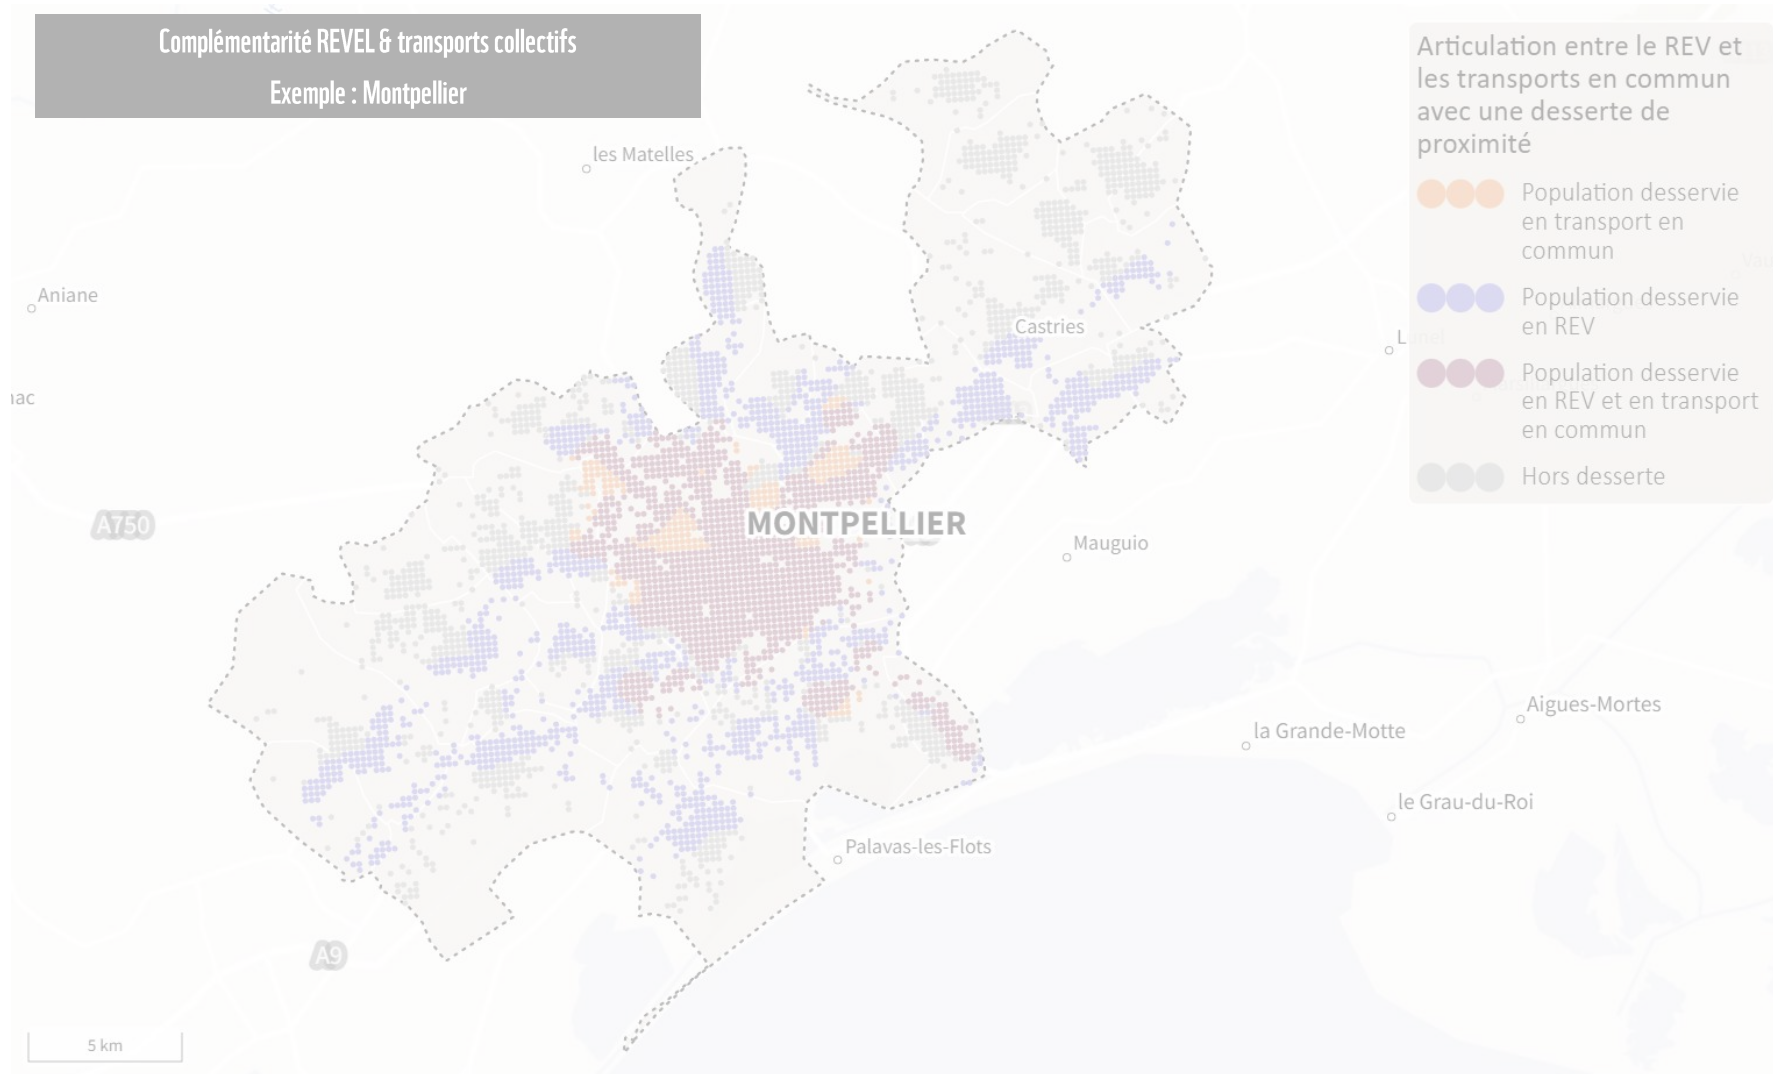 Complémentarité REVEL & transports collectifs
Exemple : Montpellier
Articulation entre le REV et
les transports en commun
avec une desserte de
proximité
Population desservie
en transport en
commun
Population desservie
en REV
Population desservie
en REV et en transport
en commun
Hors desserte
les Matelles
Aniane
Castries
MONTPELLIER
A750
Mauguio
Aigues-Mortes
la Grande-Motte
le Grau-du-Roi
Palavas-les-Flots
A9
5 km